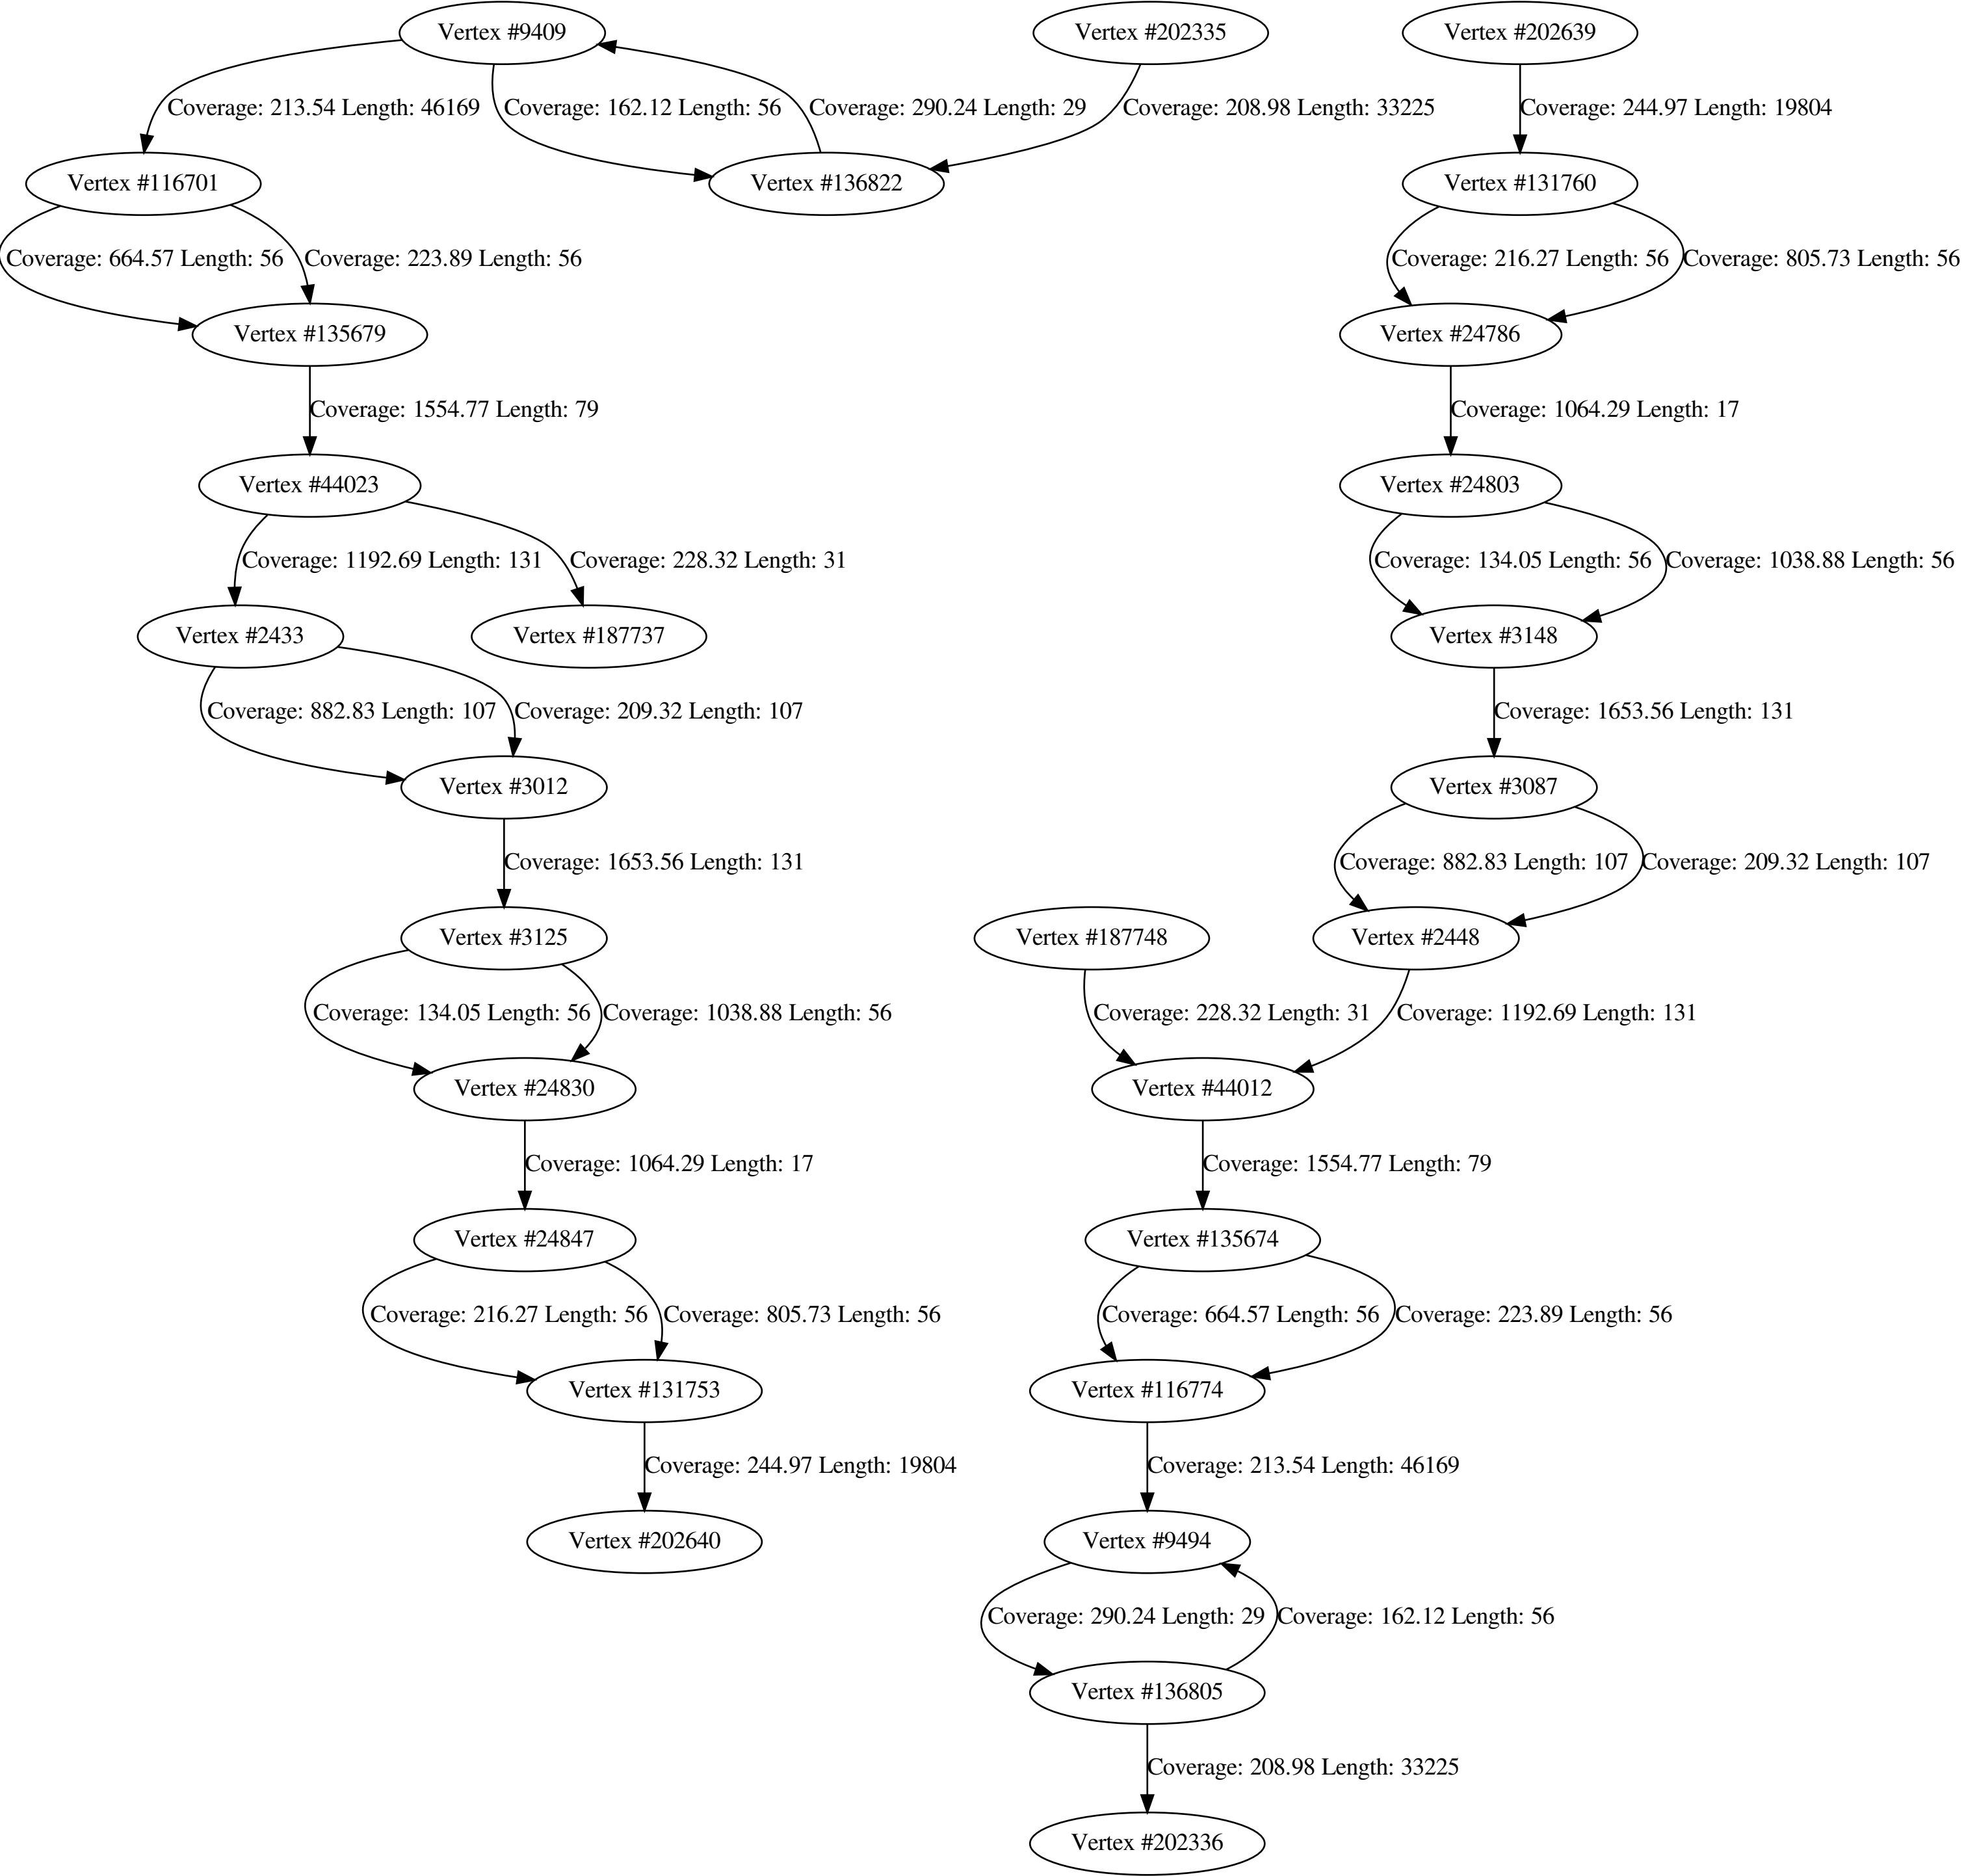 Vertex #9409 Vertex #202335 Vertex #202639
Coverage: 213.54 Length: 46169 Coverage: 162.12 Length: 56 Coverage: 290.24 Length: 29 Coverage: 208.98 Length: 33225 Coverage: 244.97 Length: 19804
Vertex #116701 Vertex #136822 Vertex #131760
Coverage: 664.57 Length: 56 Coverage: 223.89 Length: 56 Coverage: 216.27 Length: 56 Coverage: 805.73 Length: 56
Vertex #135679 Vertex #24786
Coverage: 1554.77 Length: 79 Coverage: 1064.29 Length: 17
Vertex #44023 Vertex #24803
Coverage: 1192.69 Length: 131 Coverage: 228.32 Length: 31 Coverage: 134.05 Length: 56 Coverage: 1038.88 Length: 56
Vertex #2433 Vertex #187737 Vertex #3148
Coverage: 882.83 Length: 107 Coverage: 209.32 Length: 107 Coverage: 1653.56 Length: 131
Vertex #3012 Vertex #3087
Coverage: 1653.56 Length: 131 Coverage: 882.83 Length: 107 Coverage: 209.32 Length: 107
Vertex #3125 Vertex #187748 Vertex #2448
Coverage: 134.05 Length: 56 Coverage: 1038.88 Length: 56 Coverage: 228.32 Length: 31 Coverage: 1192.69 Length: 131
Vertex #24830 Vertex #44012
Coverage: 1064.29 Length: 17 Coverage: 1554.77 Length: 79
Vertex #24847 Vertex #135674
Coverage: 216.27 Length: 56 Coverage: 805.73 Length: 56 Coverage: 664.57 Length: 56 Coverage: 223.89 Length: 56
Vertex #131753 Vertex #116774
Coverage: 244.97 Length: 19804 Coverage: 213.54 Length: 46169
Vertex #202640 Vertex #9494
Coverage: 290.24 Length: 29 Coverage: 162.12 Length: 56
Vertex #136805
Coverage: 208.98 Length: 33225
Vertex #202336